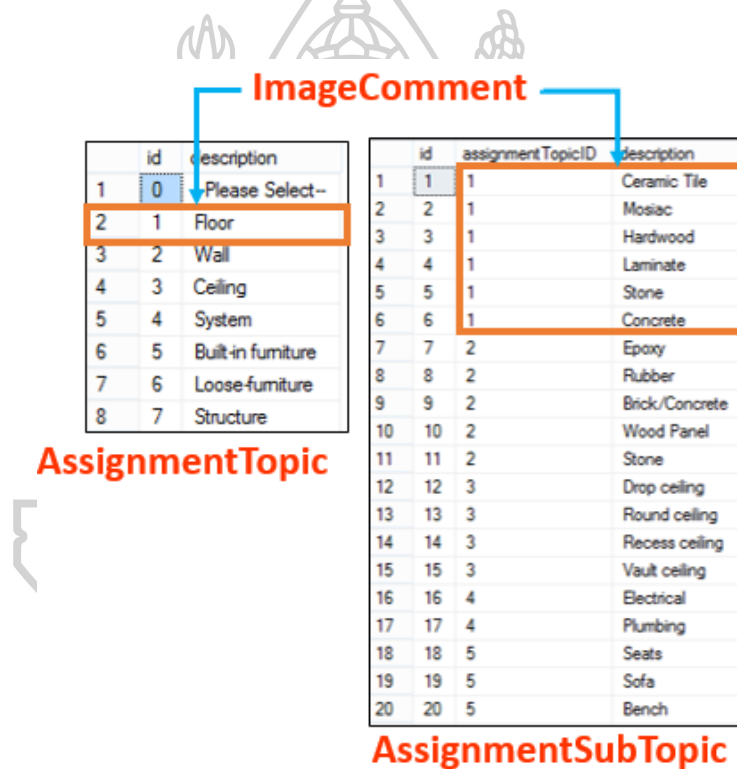 ImageComment
id description
1 0 --Please Select--
2 1 Floor
3 2 Wall
4 3 Ceiling
5 4 System
6 5 Built-in furniture
7 6 Loose-furniture
8 7 Structure
AssignmentTopic
id assignmentTopicID description
1 1 1 Ceramic Tile
2 2 1 Mosiac
3 3 1 Hardwood
4 4 1 Laminate
5 5 1 Stone
6 6 1 Concrete
7 7 2 Epoxy
8 8 2 Rubber
9 9 2 Brick/Concrete
10 10 2 Wood Panel
11 11 2 Stone
12 12 3 Drop ceiling
13 13 3 Round ceiling
14 14 3 Recess ceiling
15 15 3 Vault ceiling
16 16 4 Electrical
17 17 4 Plumbing
18 18 5 Seats
19 19 5 Sofa
20 20 5 Bench
AssignmentSubTopic